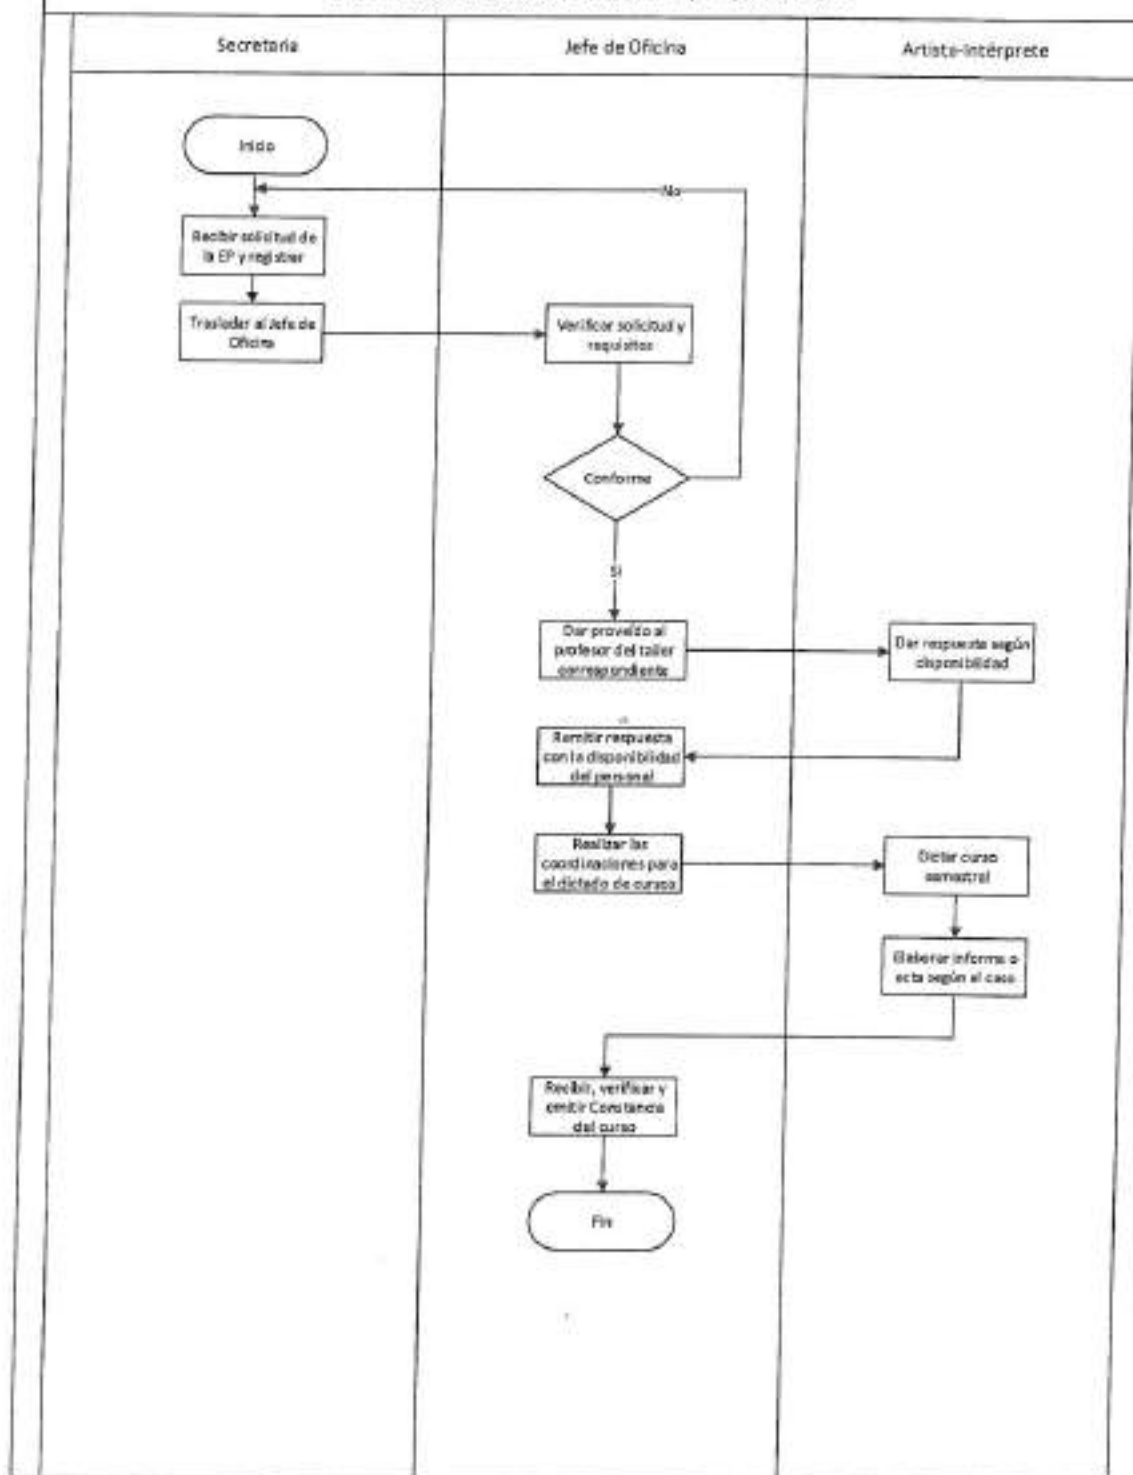 Secretaria
Jefe de Oficina
Artista-Intérprete
Inicio
No
Recibir solicitud de
la EP y registrar
Trasladar al Jefe de
Oficina
Verificar solicitud y
requisitos
Conforme
Si
Dar proveído al
profesor del taller
correspondiente
Dar respuesta según
disponibilidad
Remitir respuesta
con la disponibilidad
del personal
Realizar las
coordinaciones para
el dictado de cursos
Dictar curso
semestral
Elaborar informe o
acta según el caso
Recibir, verificar y
emitir Constancia
del curso
Fin